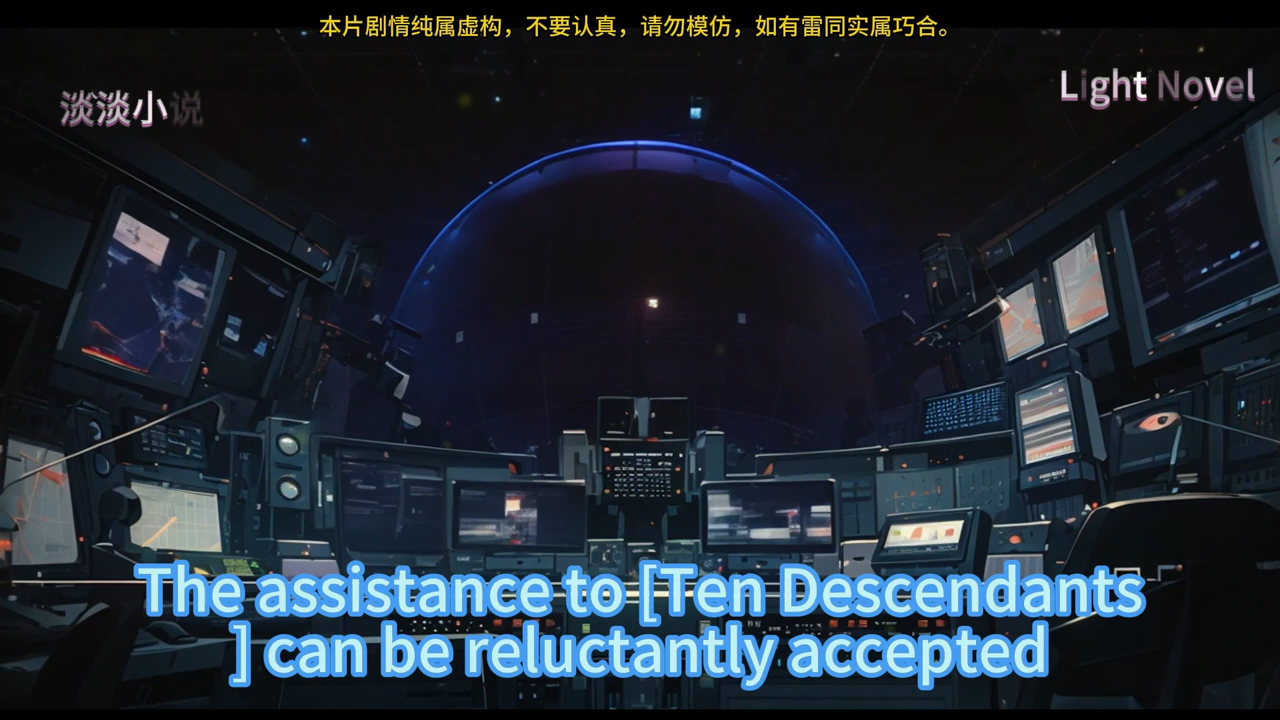 本片剧情纯属虚构，不要认真，请勿模仿，如有雷同实属巧合。
淡淡小说
Light Novel
The assistance to [Ten Descendants
] can be reluctantly accepted